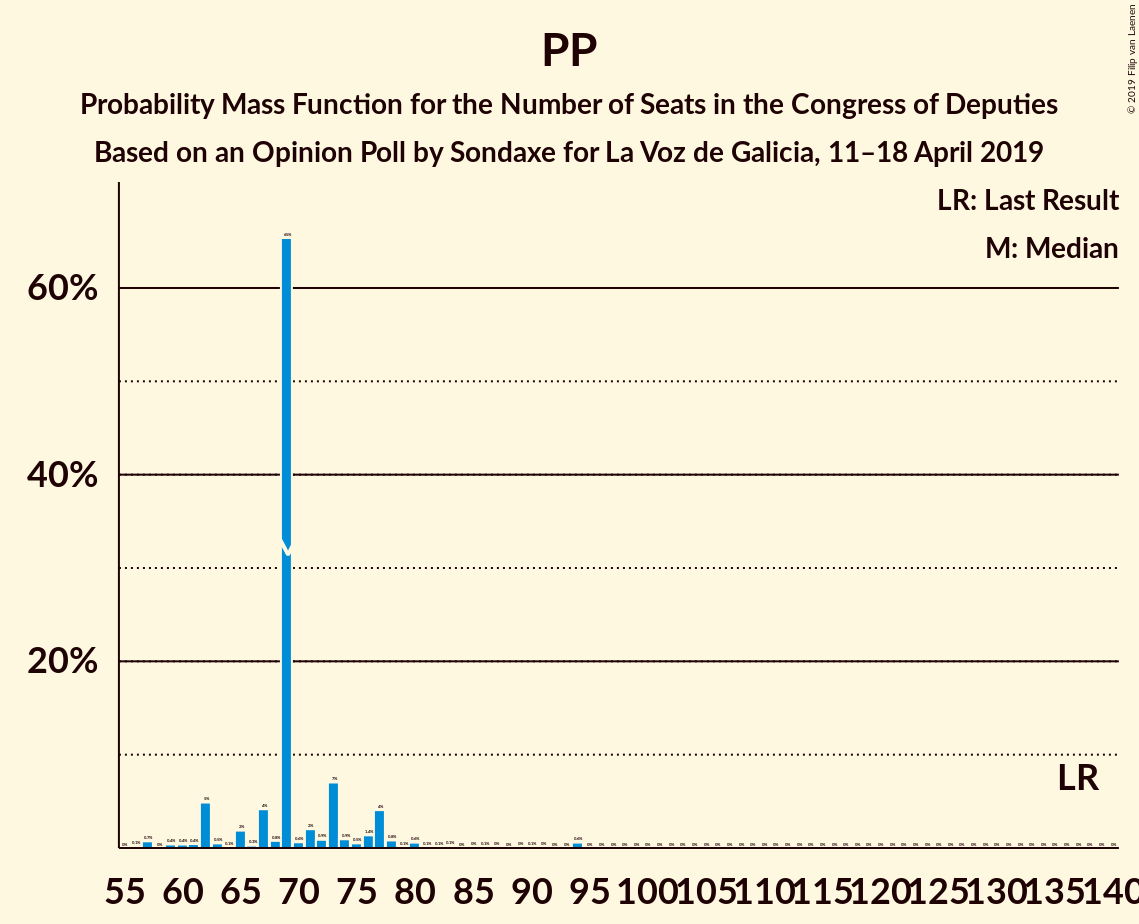 PP
Probability Mass Function for the Number of Seats in the Congress of Deputies
Based on an Opinion Poll by Sondaxe for La Voz de Galicia, 11–18 April 2019
© 2019 Filip van Laenen
LR: Last Result
M: Median
60%
40%
20%
LR
55 60 65 70 75 80 85 90 95 100 105 110 115 120 125 130 135 140